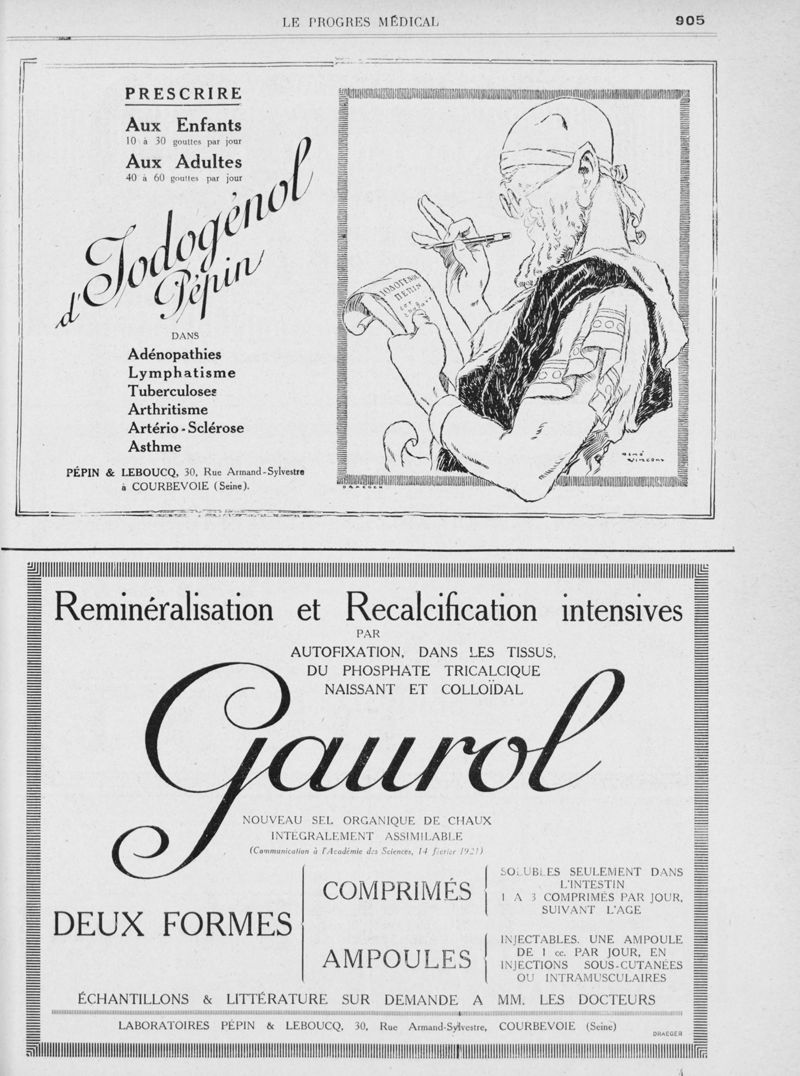 LE PROGRES MÉDICAL
905
PRESCRIRE
Aux Enfants
10 à 30 gouttes par jour
Aux Adultes
40 à 60 gouttes par jour
d'Iodogénol
Pépin
DANS
Adénopathies
Lymphatisme
Tuberculoses
Arthritisme
Artério-Sclérose
Asthme
PÉPIN & LEBOUCQ, 30, Rue Armand-Sylvestre
à COURBEVOIE (Seine).
PEPIN
RENÉ
VINCENT
DRAEGER
Reminéralisation et Recalcification intensives
PAR
AUTOFIXATION, DANS LES TISSUS,
DU PHOSPHATE TRICALCIQUE
NAISSANT ET COLLOÏDAL
Gaurol
NOUVEAU SEL ORGANIQUE DE CHAUX
INTÉGRALEMENT ASSIMILABLE
(Communication à l'Académie des Sciences, 14 février 1921)
DEUX FORMES
COMPRIMÉS
SOLUBLES SEULEMENT DANS
L'INTESTIN
1 A 3 COMPRIMÉS PAR JOUR,
SUIVANT L'AGE
AMPOULES
INJECTABLES. UNE AMPOULE
DE 1 cc. PAR JOUR, EN
INJECTIONS SOUS-CUTANÉES
OU INTRAMUSCULAIRES
ÉCHANTILLONS & LITTÉRATURE SUR DEMANDE A MM. LES DOCTEURS
LABORATOIRES PÉPIN & LEBOUCQ, 30, Rue Armand-Sylvestre, COURBEVOIE (Seine)
DRAEGER